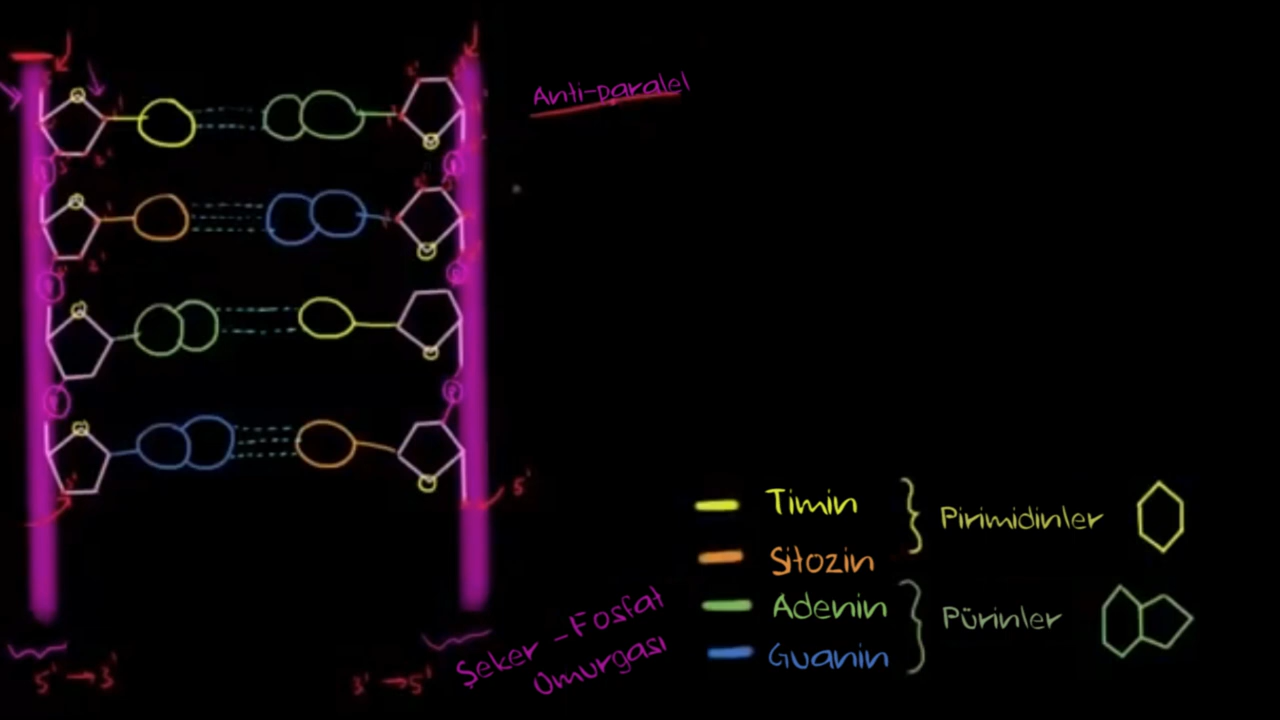 Anti-paralel
Timin
Sitozin
Pirimidinler
Adenin
Guanin
Pürinler
Şeker-Fosfat
Omurgası
5'
5' → 3'
3' → 5'